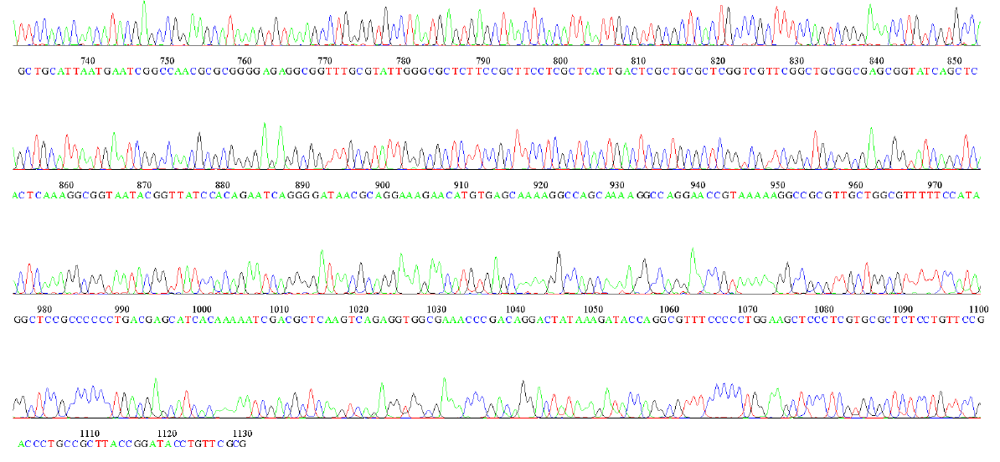 740 750 760 770 780 790 800 810 820 830 840 850
GCTGCATTAATGAATCGGCCAACGCGCGGGGAGAGGCGGTTTGCGTATTGGGCGCTCTTCCGCTTCCTCGCTCACTGACTCGCTGCGCTCGGTCGTTCGGCTGCGGCGAGCGGTATCAGCTC
860 870 880 890 900 910 920 930 940 950 960 970
ACTCAAAGGCGGTAATACGGTTATCCACAGAATCAGGGGATAACGCAGGAAAGAACATGTGAGCAAAAGGCCAGCAAAAGGCCAGGAACCGTAAAAAGGCCGCGTTGCTGGCGTTTTTCCATA
980 990 1000 1010 1020 1030 1040 1050 1060 1070 1080 1090 1100
GGCTCCGCCCCCCTGACGAGCATCACAAAAATCGACGCTCAAGTCAGAGGTGGCGAAACCCGACAGGACTATAAAGATACCAGGCGTTTCCCCCTGGAAGCTCCCTCGTGCGCTCTCCTGTTCCG
1110 1120 1130
ACCCTGCCGCTTACCGGATACCTGTTCGCG